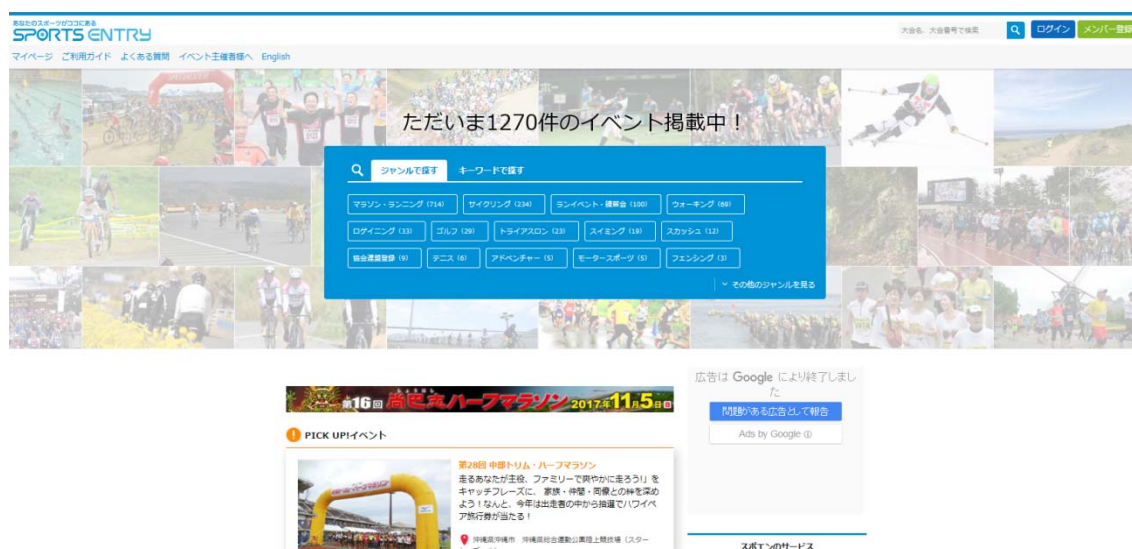 あなたのスポーツがココにある
SPORTS ENTRY
大会名、大会番号で検索
ログイン
メンバー登録
マイページ ご利用ガイド よくある質問 イベント主催者様へ English
ただいま1270件のイベント掲載中！
ジャンルで探す キーワードで探す
マラソン・ランニング (714) サイクリング (234) ランイベント・練習会 (100) ウォーキング (60)
ロゲイニング (33) ゴルフ (29) トライアスロン (23) スイミング (19) スカッシュ (12)
協会連盟登録 (9) テニス (6) アドベンチャー (5) モータースポーツ (5) フェンシング (3)
その他のジャンルを見る
広告は Google により終了しまし
た
問題がある広告として報告
Ads by Google
第16回 尚巴志ハーフマラソン 2017年11月5日
PICK UP!イベント
第28回 中部トリム・ハーフマラソン
走るあなたが主役、ファミリーで爽やかに走ろう!」を
キャッチフレーズに、 家族・仲間・同僚との絆を深め
よう！なんと、今年は出走者の中から抽選でハワイペ
ア旅行券が当たる！
沖縄県沖縄市 沖縄県総合運動公園陸上競技場（スター
スポエンのサービス